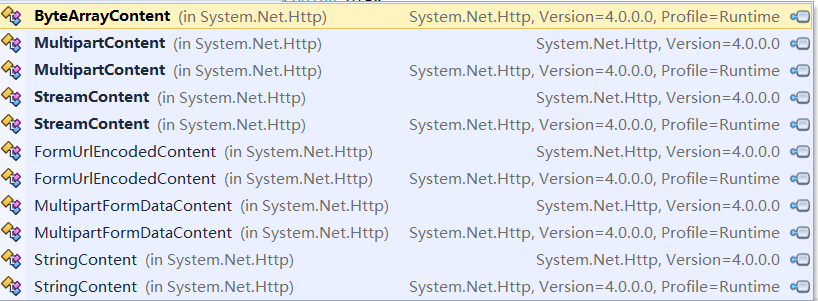 ByteArrayContent (in System.Net.Http) System.Net.Http, Version=4.0.0.0, Profile=Runtime
MultipartContent (in System.Net.Http) System.Net.Http, Version=4.0.0.0
MultipartContent (in System.Net.Http) System.Net.Http, Version=4.0.0.0, Profile=Runtime
StreamContent (in System.Net.Http) System.Net.Http, Version=4.0.0.0
StreamContent (in System.Net.Http) System.Net.Http, Version=4.0.0.0, Profile=Runtime
FormUrlEncodedContent (in System.Net.Http) System.Net.Http, Version=4.0.0.0
FormUrlEncodedContent (in System.Net.Http) System.Net.Http, Version=4.0.0.0, Profile=Runtime
MultipartFormDataContent (in System.Net.Http) System.Net.Http, Version=4.0.0.0
MultipartFormDataContent (in System.Net.Http) System.Net.Http, Version=4.0.0.0, Profile=Runtime
StringContent (in System.Net.Http) System.Net.Http, Version=4.0.0.0
StringContent (in System.Net.Http) System.Net.Http, Version=4.0.0.0, Profile=Runtime